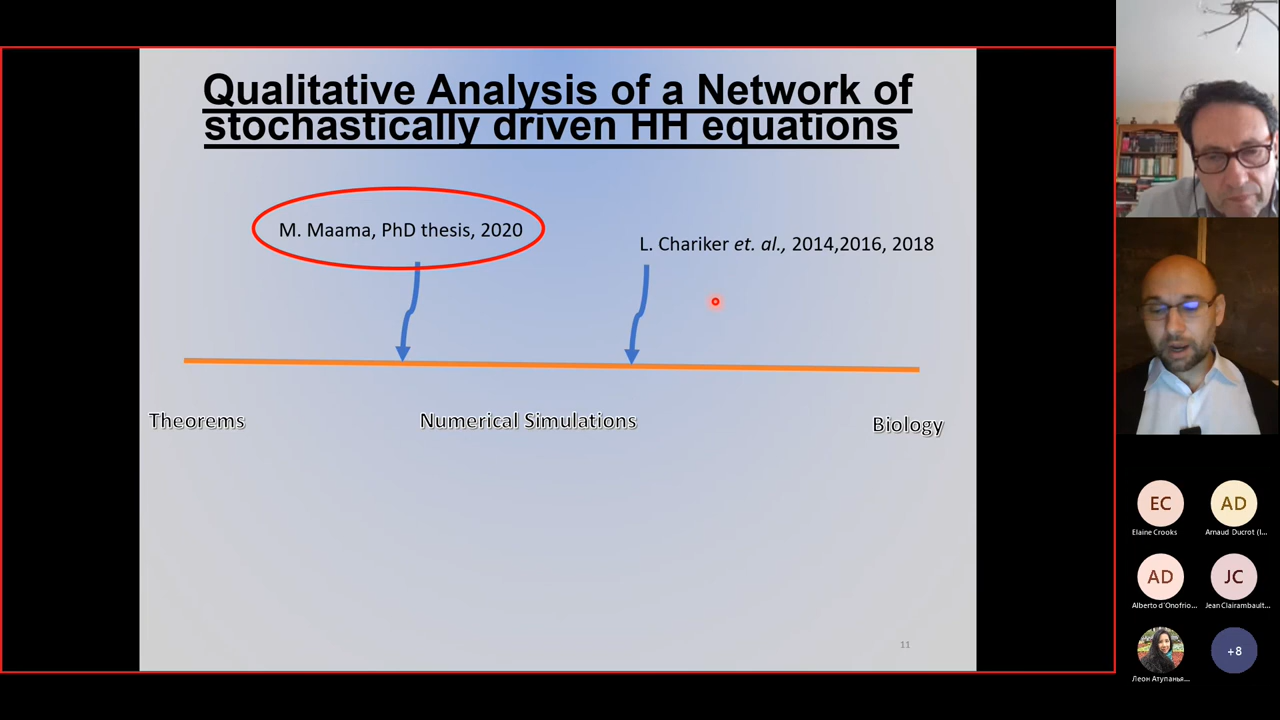 Qualitative Analysis of a Network of
stochastically driven HH equations
M. Maama, PhD thesis, 2020
L. Chariker et. al., 2014,2016, 2018
Theorems
Numerical Simulations
Biology
11
EC
AD
Elaine Crooks
Arnaud Ducrot (I...
AD
JC
Alberto d'Onofrio...
Jean Clairambault...
+8
Леон Атупанья...